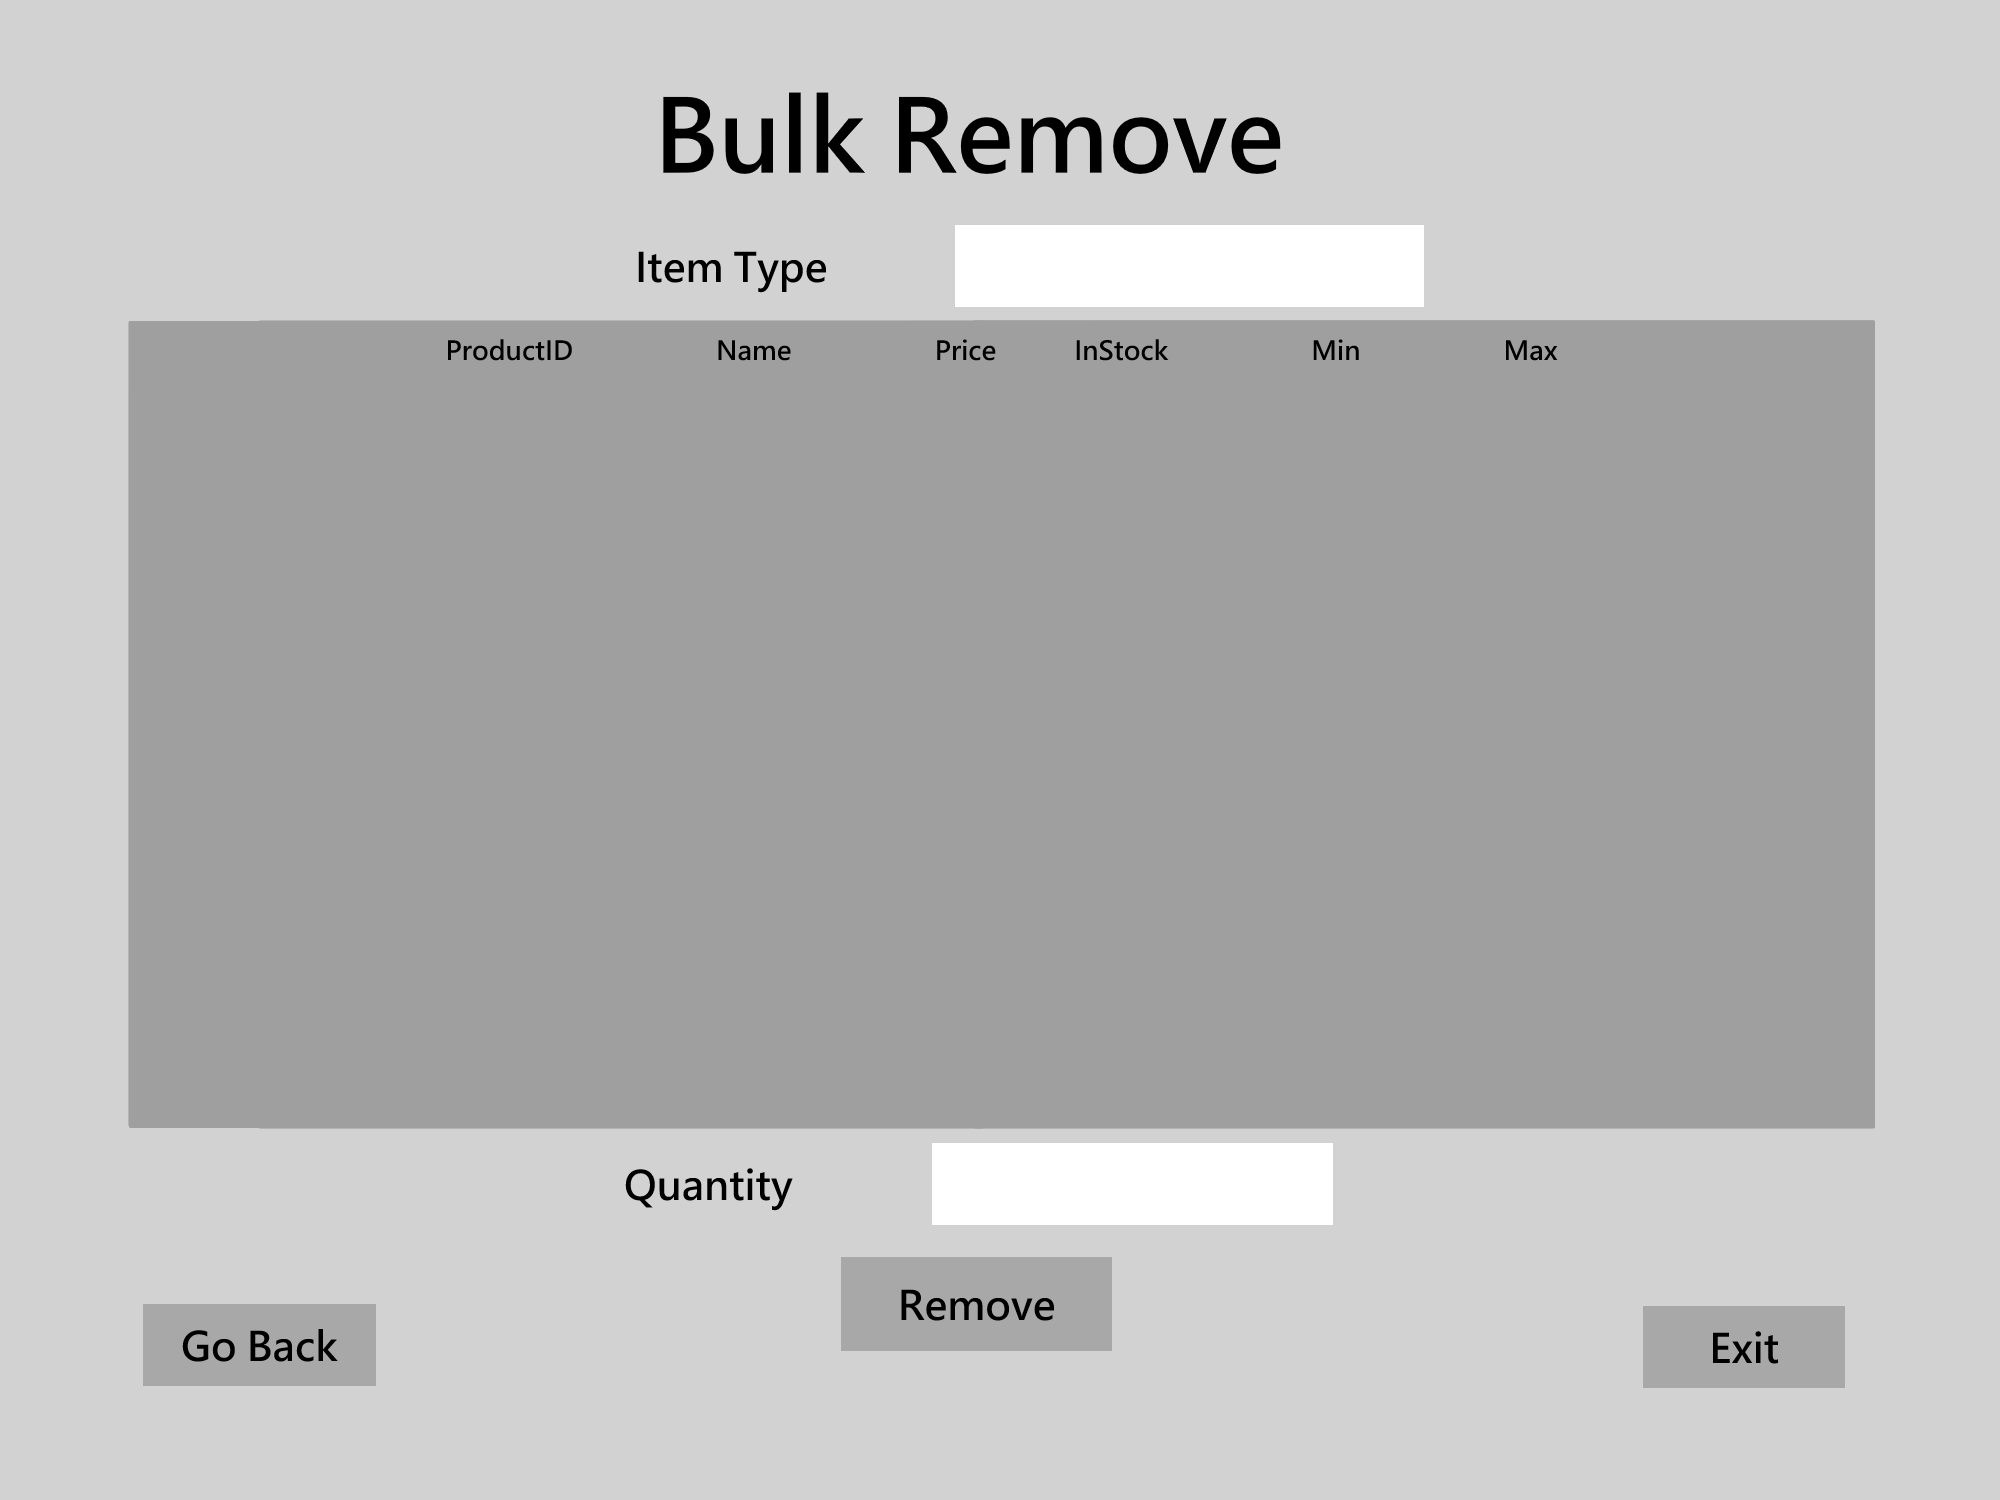 Bulk Remove
Item Type
ProductID Name Price InStock Min Max
Quantity
Remove
Go Back
Exit